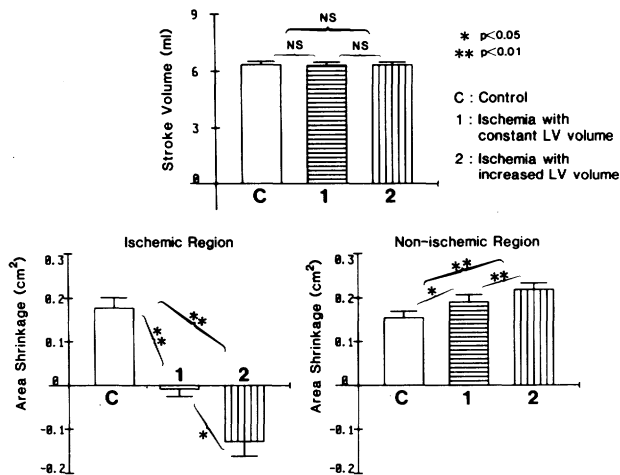 NS
NS
NS
Stroke Volume (ml)
9
6
3
0
C
1
2
* p<0.05
** p<0.01
C : Control
1 : Ischemia with
constant LV volume
2 : Ischemia with
increased LV volume
Ischemic Region
Area Shrinkage (cm²)
0.3
0.2
0.1
0
-0.1
-0.2
C
1
2
**
**
*
Non-ischemic Region
Area Shrinkage (cm²)
0.3
0.2
0.1
0
-0.1
-0.2
**
*
**
C
1
2